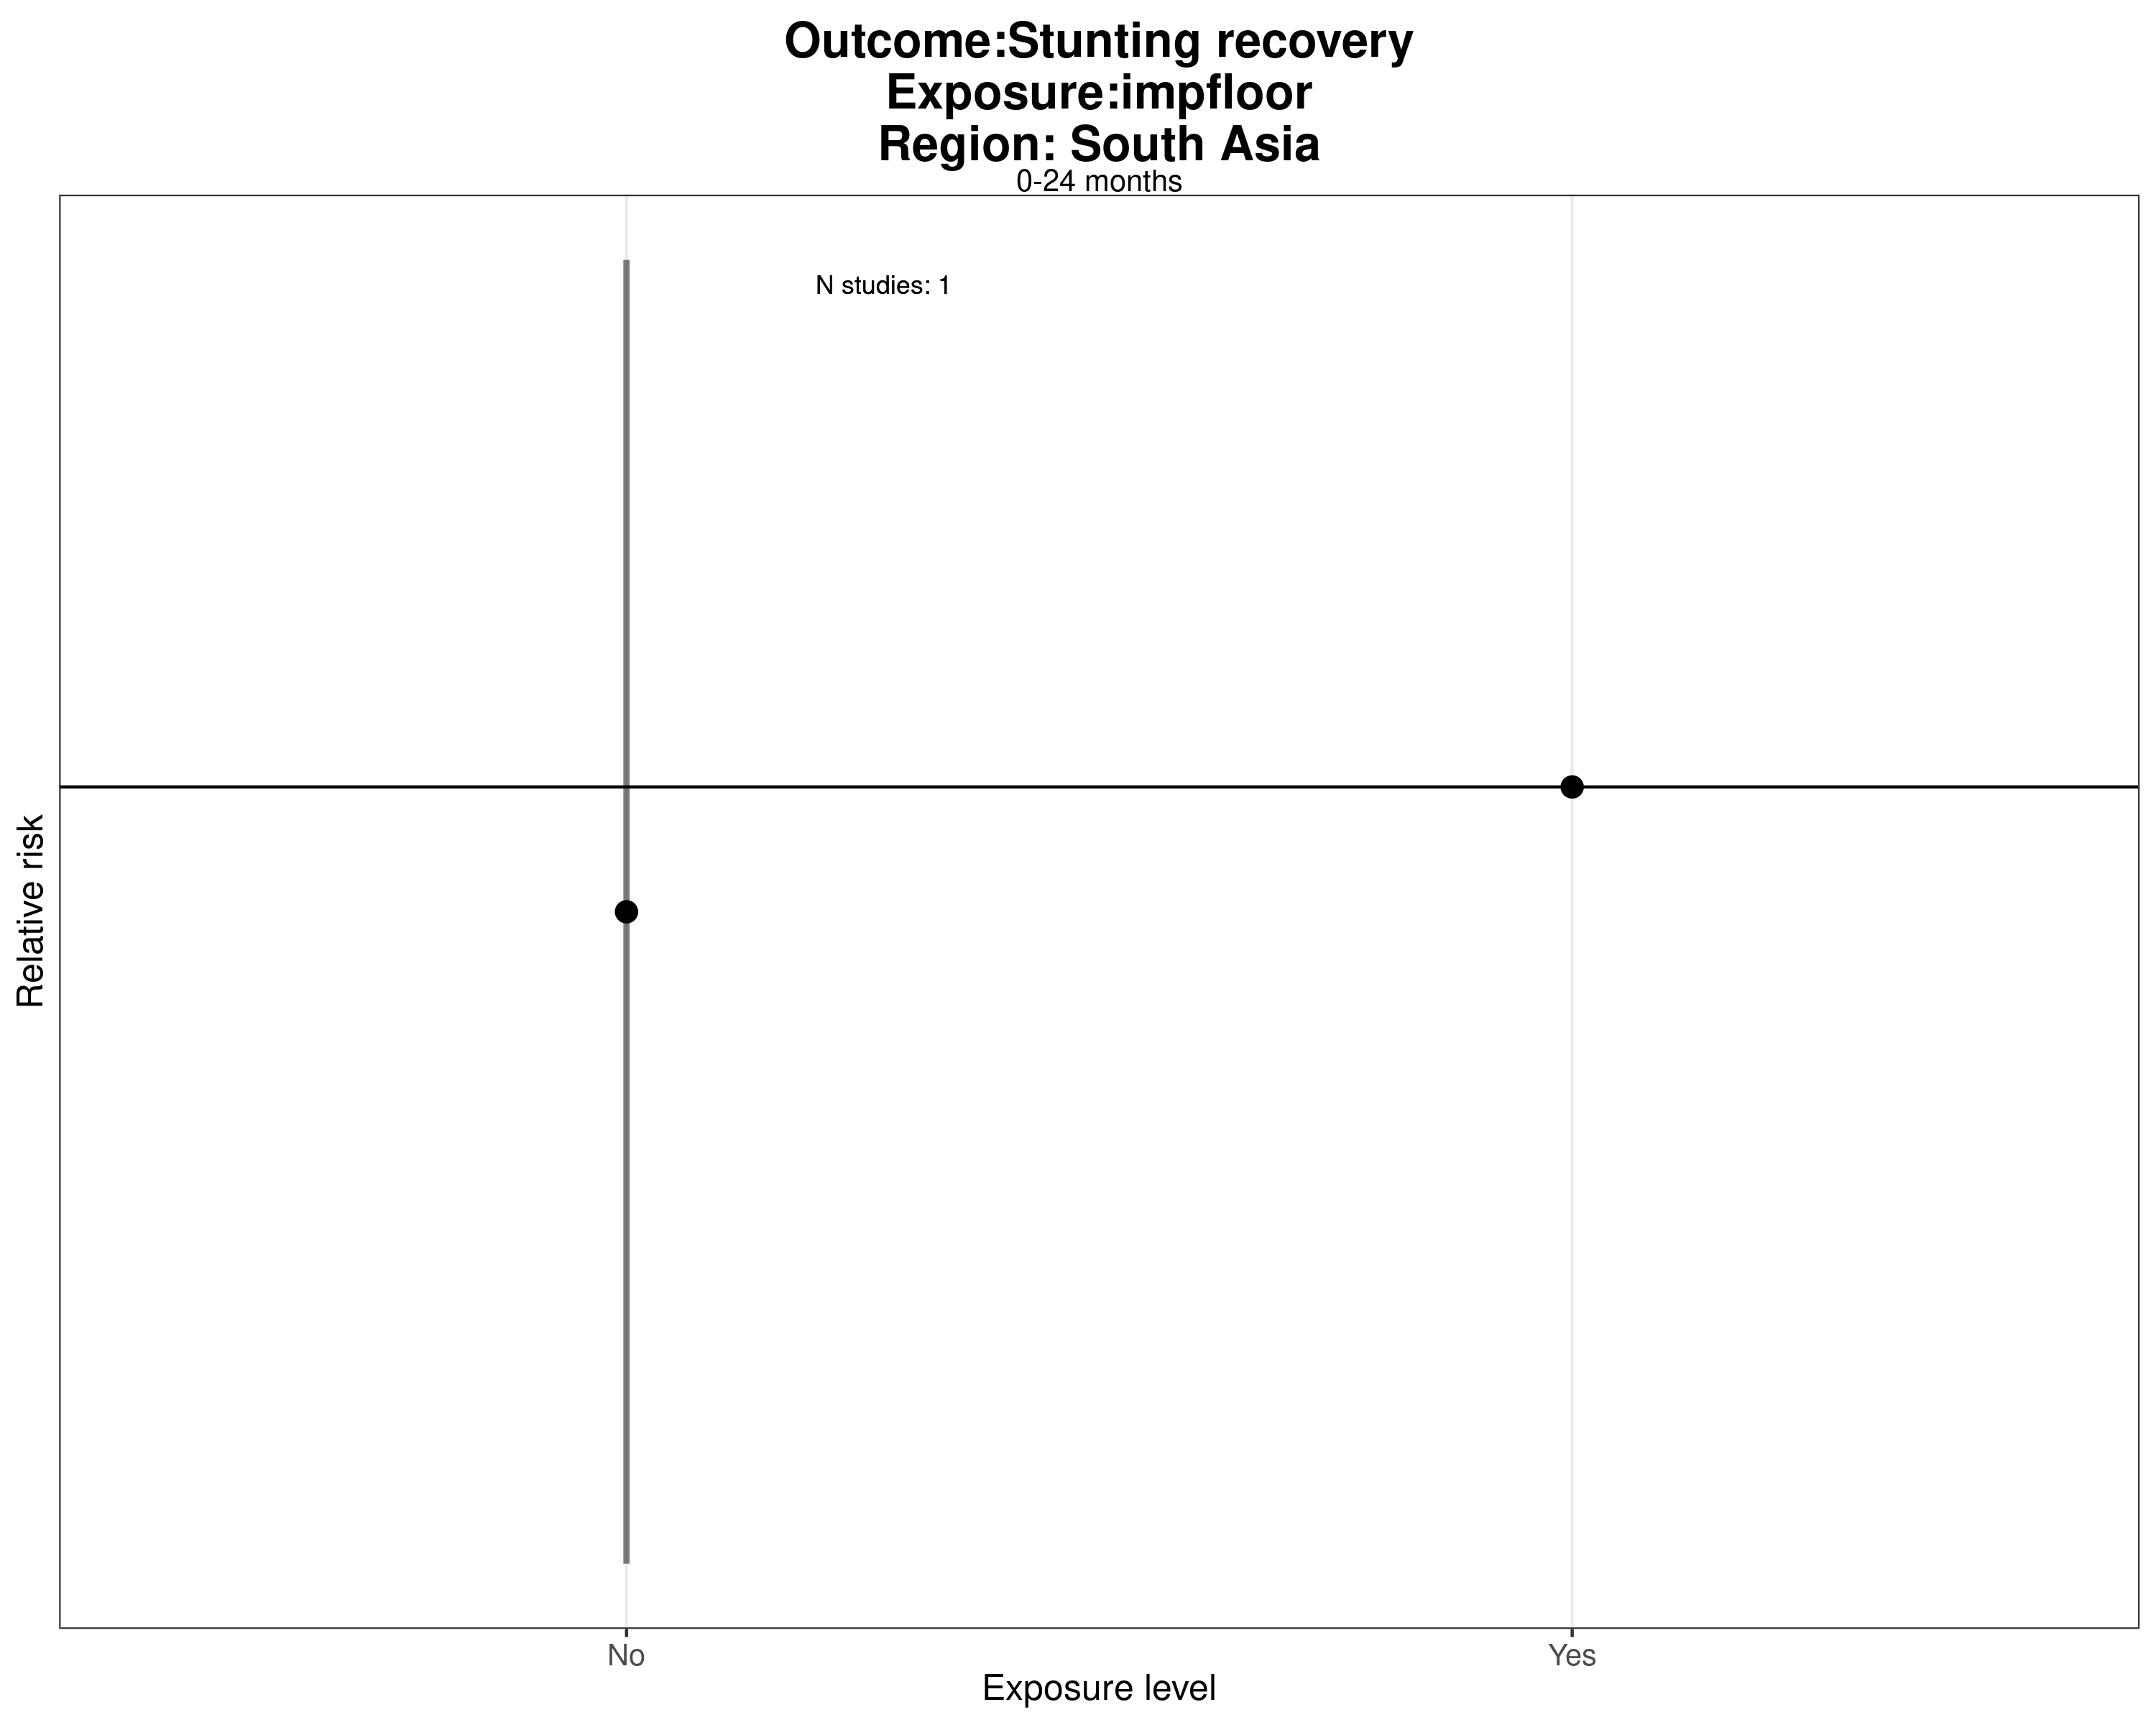 Outcome:Stunting recovery
Exposure:impfloor
Region: South Asia
0-24 months
N studies: 1
Relative risk
No
Yes
Exposure level